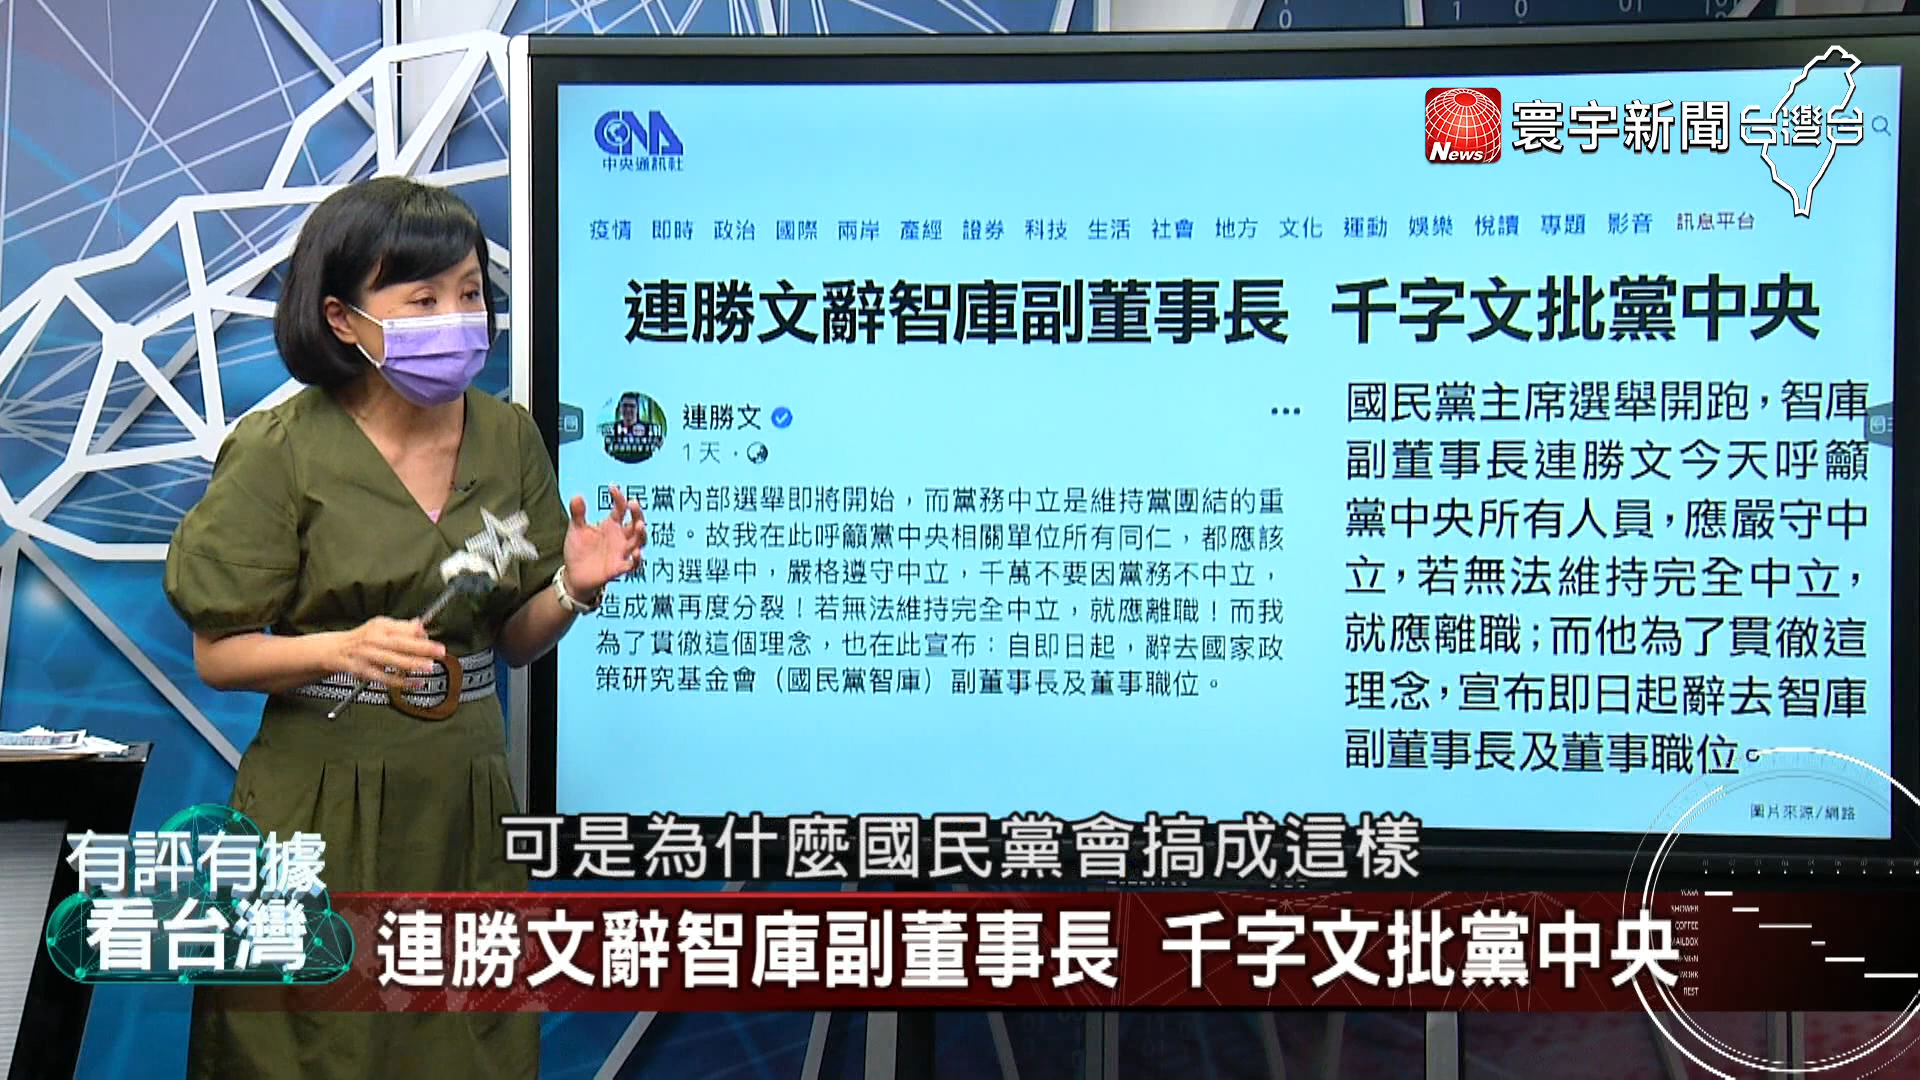 News 寰宇新聞 台灣
CNA
中央通訊社
疫情 即時 政治 國際 兩岸 產經 證券 科技 生活 社會 地方 文化 運動 娛樂 悅讀 專題 影音 訊息平台
連勝文辭智庫副董事長 千字文批黨中央
連勝文
1天
國民黨內部選舉即將開始，而黨務中立是維持黨團結的重
礎。故我在此呼籲黨中央相關單位所有同仁，都應該
黨內選舉中，嚴格遵守中立，千萬不要因黨務不中立，
造成黨再度分裂！若無法維持完全中立，就應離職！而我
為了貫徹這個理念，也在此宣布：自即日起，辭去國家政
策研究基金會（國民黨智庫）副董事長及董事職位。
國民黨主席選舉開跑，智庫
副董事長連勝文今天呼籲
黨中央所有人員，應嚴守中
立，若無法維持完全中立，
就應離職；而他為了貫徹這
理念，宣布即日起辭去智庫
副董事長及董事職位。
圖片來源/網路
可是為什麼國民黨會搞成這樣
有評有據
看台灣
連勝文辭智庫副董事長 千字文批黨中央
YOGA
SHOWER
COFFEE
MAILBOX
WORK
REST